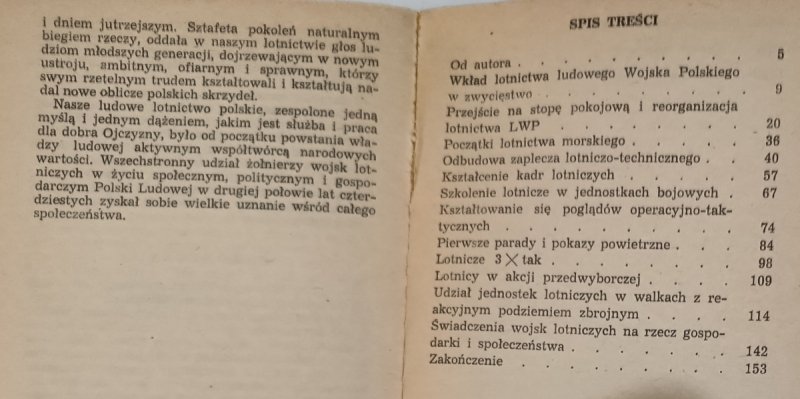 i dniem jutrzejszym. Sztafeta pokoleń naturalnym
biegiem rzeczy, oddała w naszym lotnictwie głos lu-
dziom młodszych generacji, dojrzewającym w nowym
ustroju, ambitnym, ofiarnym i sprawnym, którzy
swym rzetelnym trudem kształtowali i kształtują na-
dal nowe oblicze polskich skrzydeł.
Nasze ludowe lotnictwo polskie, zespolone jedną
myślą i jednym dążeniem, jakim jest służba i praca
dla dobra Ojczyzny, było od początku powstania wła-
dzy ludowej aktywnym współtwórcą narodowych
wartości. Wszechstronny udział żołnierzy wojsk lot-
niczych w życiu społecznym, politycznym i gospo-
darczym Polski Ludowej w drugiej połowie lat czter-
dziestych zyskał sobie wielkie uznanie wśród całego
społeczeństwa.
SPIS TREŚCI
Od autora . . . . . . . . 5
Wkład lotnictwa ludowego Wojska Polskiego
w zwycięstwo . . . . . . . 9
Przejście na stopę pokojową i reorganizacja
lotnictwa LWP . . . . . . 20
Początki lotnictwa morskiego . . . . 36
Odbudowa zaplecza lotniczo-technicznego . . 40
Kształcenie kadr lotniczych . . . . 57
Szkolenie lotnicze w jednostkach bojowych . 67
Kształtowanie się poglądów operacyjno-tak-
tycznych . . . . . . . 74
Pierwsze parady i pokazy powietrzne . . . 84
Lotnicze 3 × tak . . . . . . . 98
Lotnicy w akcji przedwyborczej . . . . 109
Udział jednostek lotniczych w walkach z re-
akcyjnym podziemiem zbrojnym . . . . 114
Świadczenia wojsk lotniczych na rzecz gospo-
darki i społeczeństwa . . . . . . 142
Zakończenie . . . . . . . 153